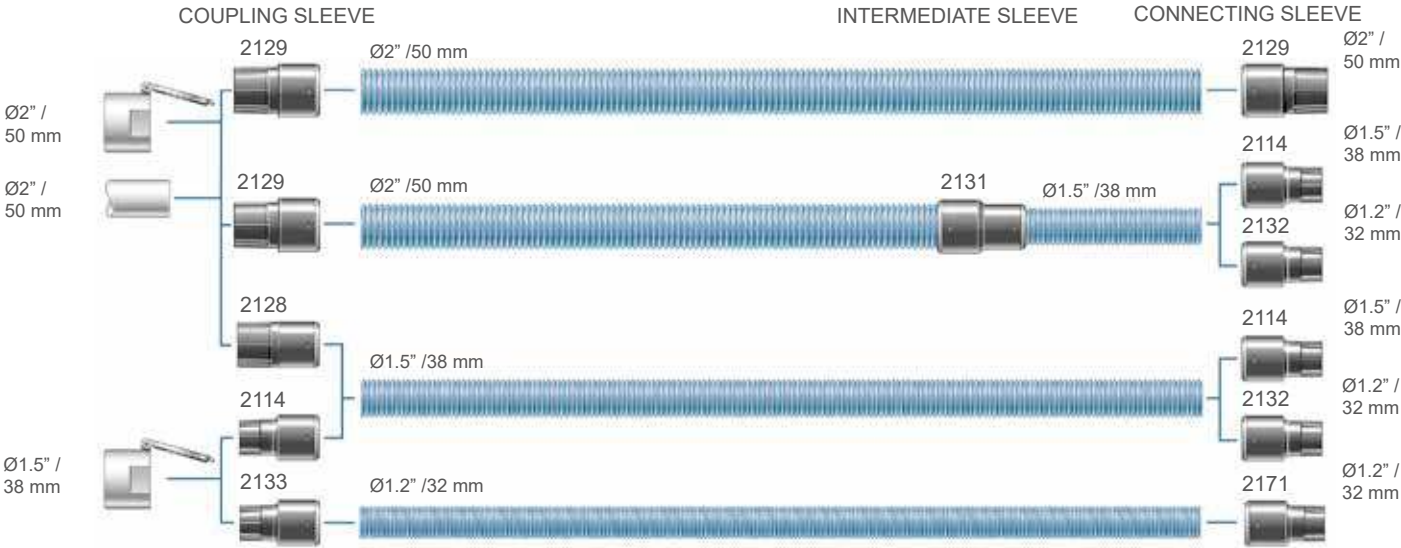 COUPLING SLEEVE
INTERMEDIATE SLEEVE
CONNECTING SLEEVE
2129
Ø2” /50 mm
2129
Ø2” /
50 mm
Ø2” /
50 mm
2114
Ø1.5” /
38 mm
Ø2” /
50 mm
2129
Ø2” /50 mm
2131
Ø1.5” /38 mm
2132
Ø1.2” /
32 mm
2128
2114
Ø1.5” /
38 mm
Ø1.5” /38 mm
2114
2132
Ø1.2” /
32 mm
Ø1.5” /
38 mm
2133
Ø1.2” /32 mm
2171
Ø1.2” /
32 mm